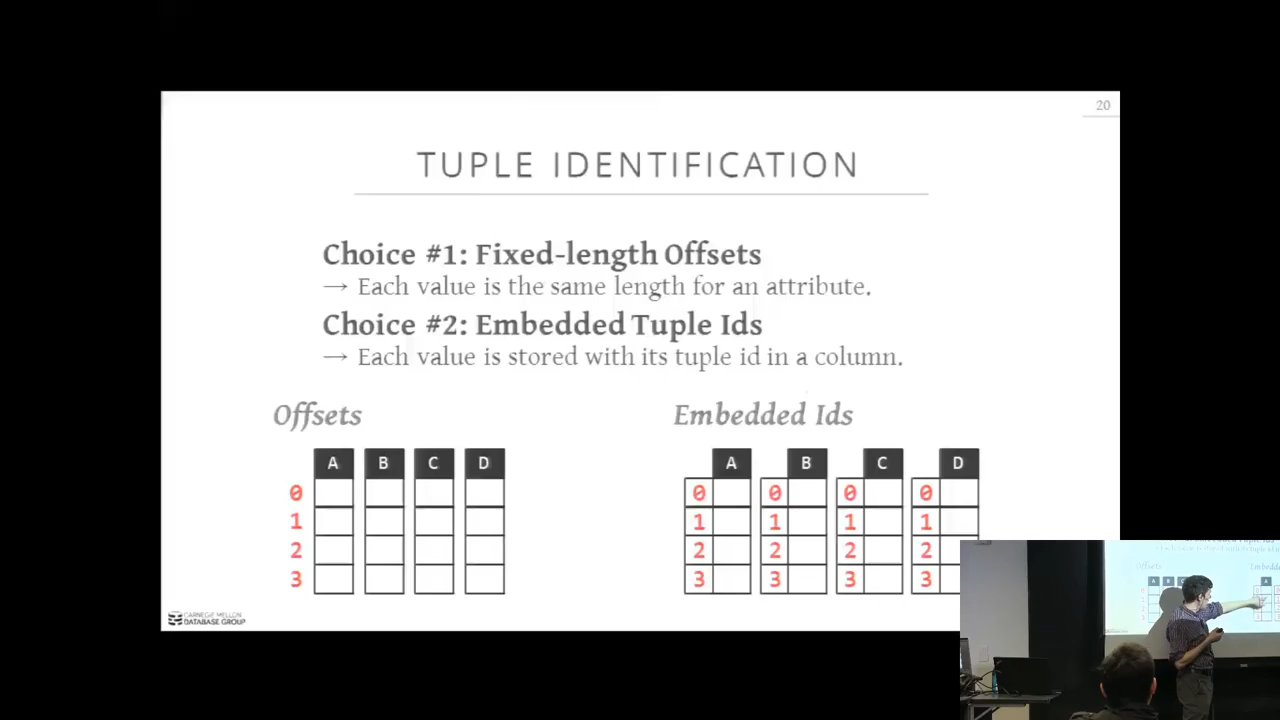 20
TUPLE IDENTIFICATION
Choice #1: Fixed-length Offsets
→ Each value is the same length for an attribute.
Choice #2: Embedded Tuple Ids
→ Each value is stored with its tuple id in a column.
Offsets
A B C D
0
1
2
3
Embedded Ids
A B C D
0 0 0 0
1 1 1 1
2 2 2 2
3 3 3 3
CARNEGIE MELLON
DATABASE GROUP
Offsets